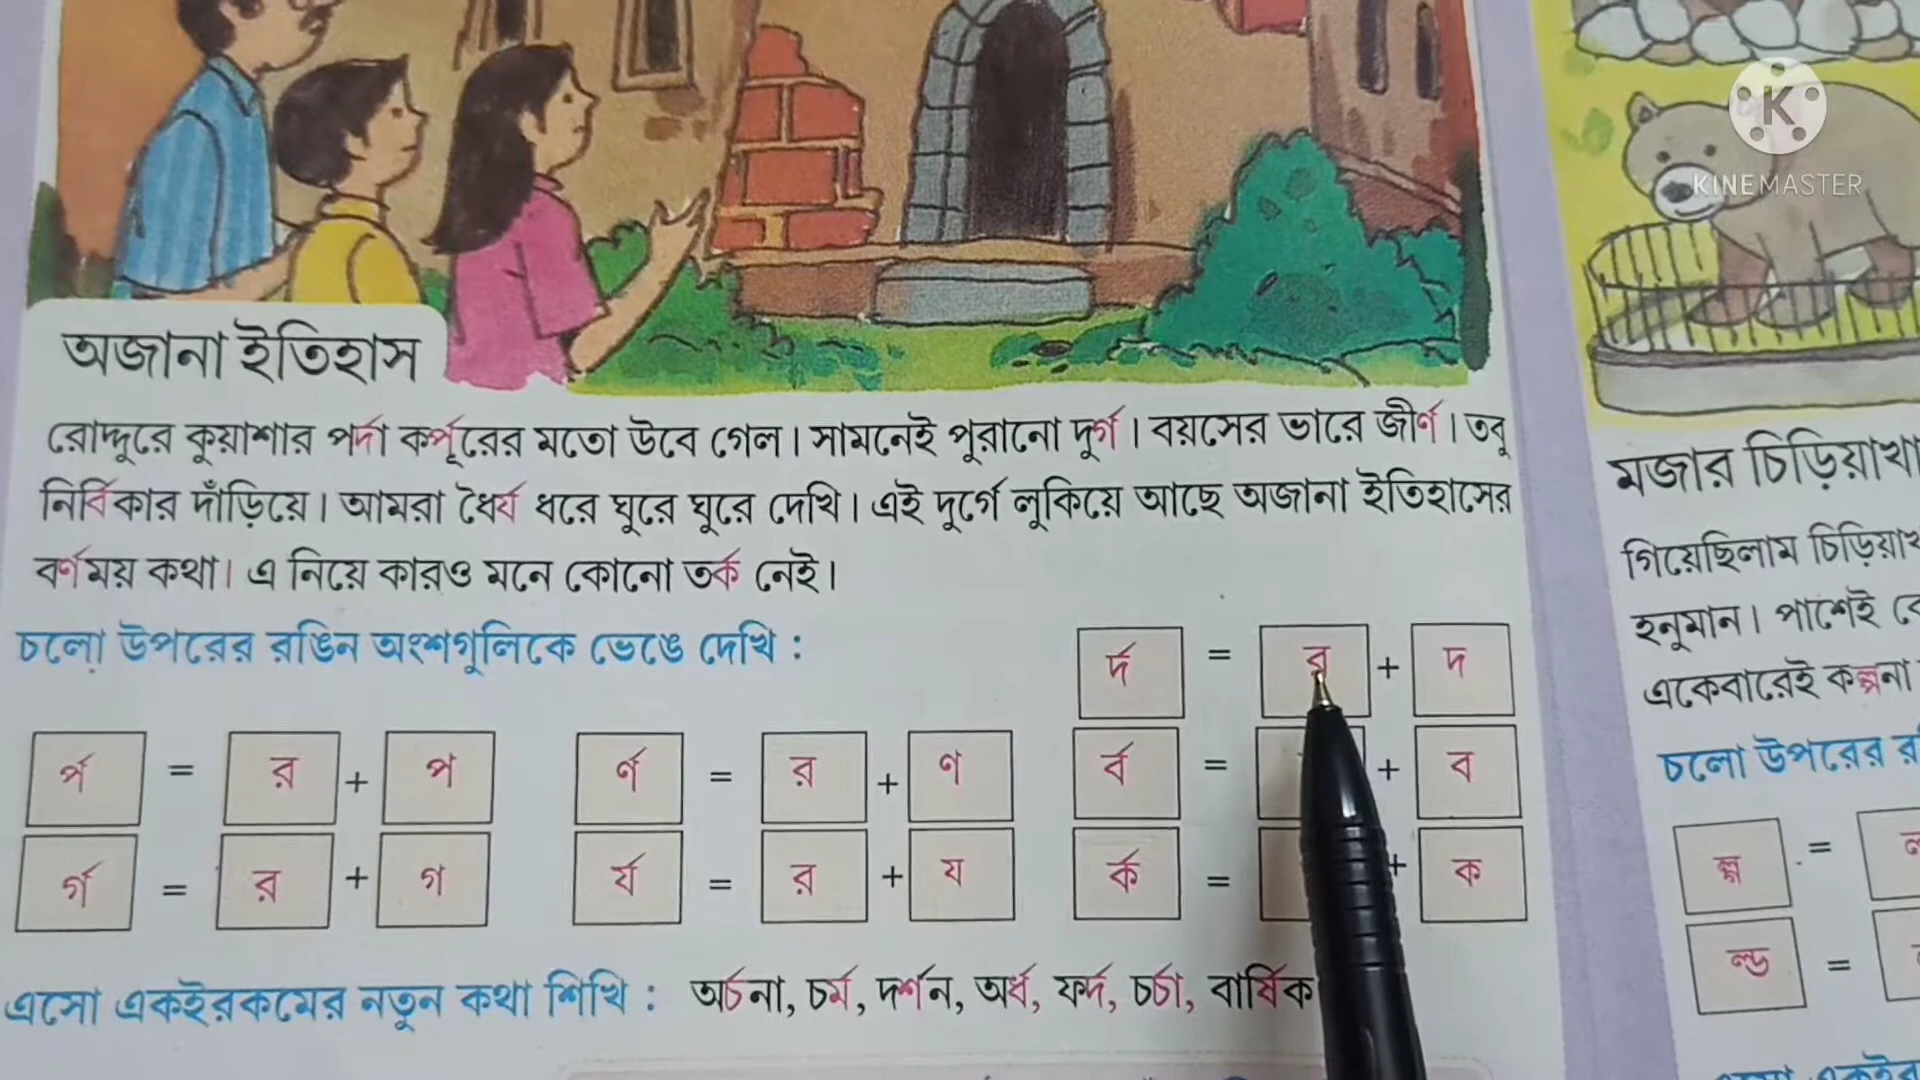 KINEMASTER
অজানা ইতিহাস
রোদ্দুরে কুয়াশার পর্দা কর্পূরের মতো উবে গেল। সামনেই পুরানো দুর্গ। বয়সের ভারে জীর্ণ। তবু
নির্বিকার দাঁড়িয়ে। আমরা ধৈর্য ধরে ঘুরে ঘুরে দেখি। এই দুর্গে লুকিয়ে আছে অজানা ইতিহাসের
বর্ণময় কথা। এ নিয়ে কারও মনে কোনো তর্ক নেই।
চলো উপরের রঙিন অংশগুলিকে ভেঙে দেখি :
র্দ = র + দ
র্প = র + প র্ণ = র + ণ র্ব = + ব
র্গ = র + গ র্য = র + য র্ক = + ক
এসো একইরকমের নতুন কথা শিখি : অর্চনা, চর্ম, দর্শন, অর্ধ, ফর্দ, চর্চা, বার্ষিক
মজার চিড়িয়াখা
গিয়েছিলাম চিড়িয়াখ
হনুমান। পাশেই
একেবারেই কল্পনা
চলো উপরের র
ল্প =
ল্ড =